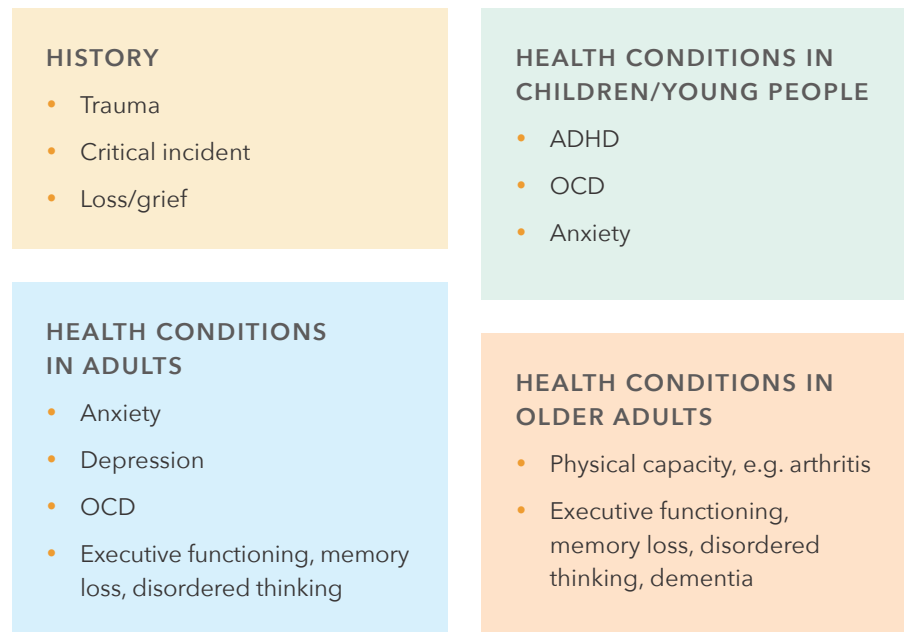 HISTORY
• Trauma
• Critical incident
• Loss/grief
HEALTH CONDITIONS IN
CHILDREN/YOUNG PEOPLE
• ADHD
• OCD
• Anxiety
HEALTH CONDITIONS
IN ADULTS
• Anxiety
• Depression
• OCD
• Executive functioning, memory
loss, disordered thinking
HEALTH CONDITIONS IN
OLDER ADULTS
• Physical capacity, e.g. arthritis
• Executive functioning,
memory loss, disordered
thinking, dementia